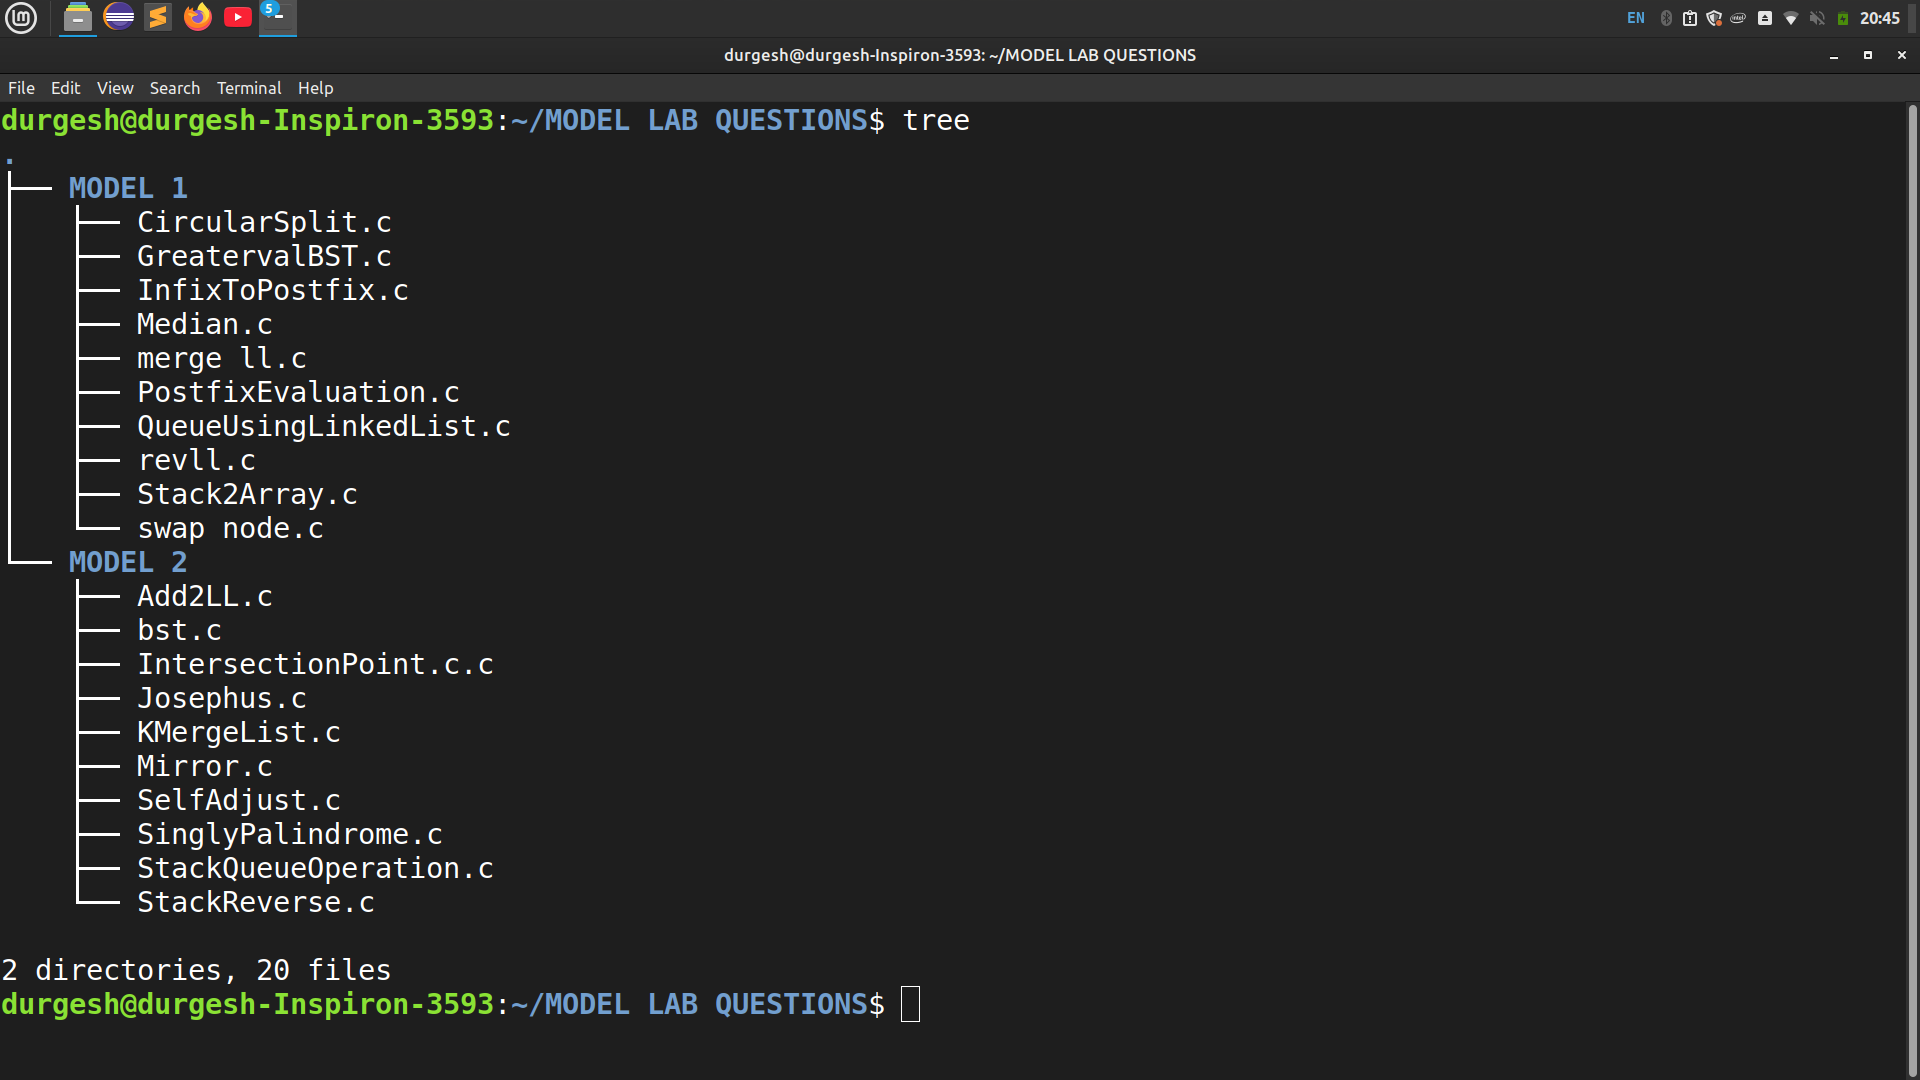 5
EN
20:45
durgesh@durgesh-Inspiron-3593: ~/MODEL LAB QUESTIONS
File Edit View Search Terminal Help
durgesh@durgesh-Inspiron-3593:~/MODEL LAB QUESTIONS$ tree
.
├── MODEL 1
│   ├── CircularSplit.c
│   ├── GreatervalBST.c
│   ├── InfixToPostfix.c
│   ├── Median.c
│   ├── merge ll.c
│   ├── PostfixEvaluation.c
│   ├── QueueUsingLinkedList.c
│   ├── revll.c
│   ├── Stack2Array.c
│   └── swap node.c
└── MODEL 2
    ├── Add2LL.c
    ├── bst.c
    ├── IntersectionPoint.c.c
    ├── Josephus.c
    ├── KMergeList.c
    ├── Mirror.c
    ├── SelfAdjust.c
    ├── SinglyPalindrome.c
    ├── StackQueueOperation.c
    └── StackReverse.c
2 directories, 20 files
durgesh@durgesh-Inspiron-3593:~/MODEL LAB QUESTIONS$